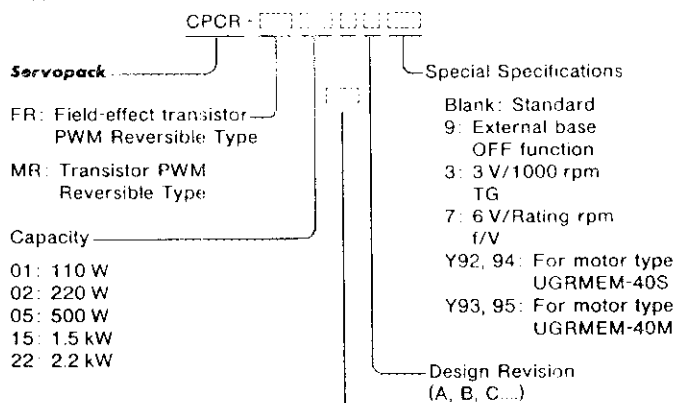 CPCR -
Servopack
FR: Field-effect transistor
PWM Reversible Type
MR: Transistor PWM
Reversible Type
Capacity
01: 110 W
02: 220 W
05: 500 W
15: 1.5 kW
22: 2.2 kW
Special Specifications
Blank: Standard
9: External base
OFF function
3: 3 V/1000 rpm
TG
7: 6 V/Rating rpm
f/V
Y92, 94: For motor type
UGRMEM-40S
Y93, 95: For motor type
UGRMEM-40M
Design Revision
(A, B, C....)